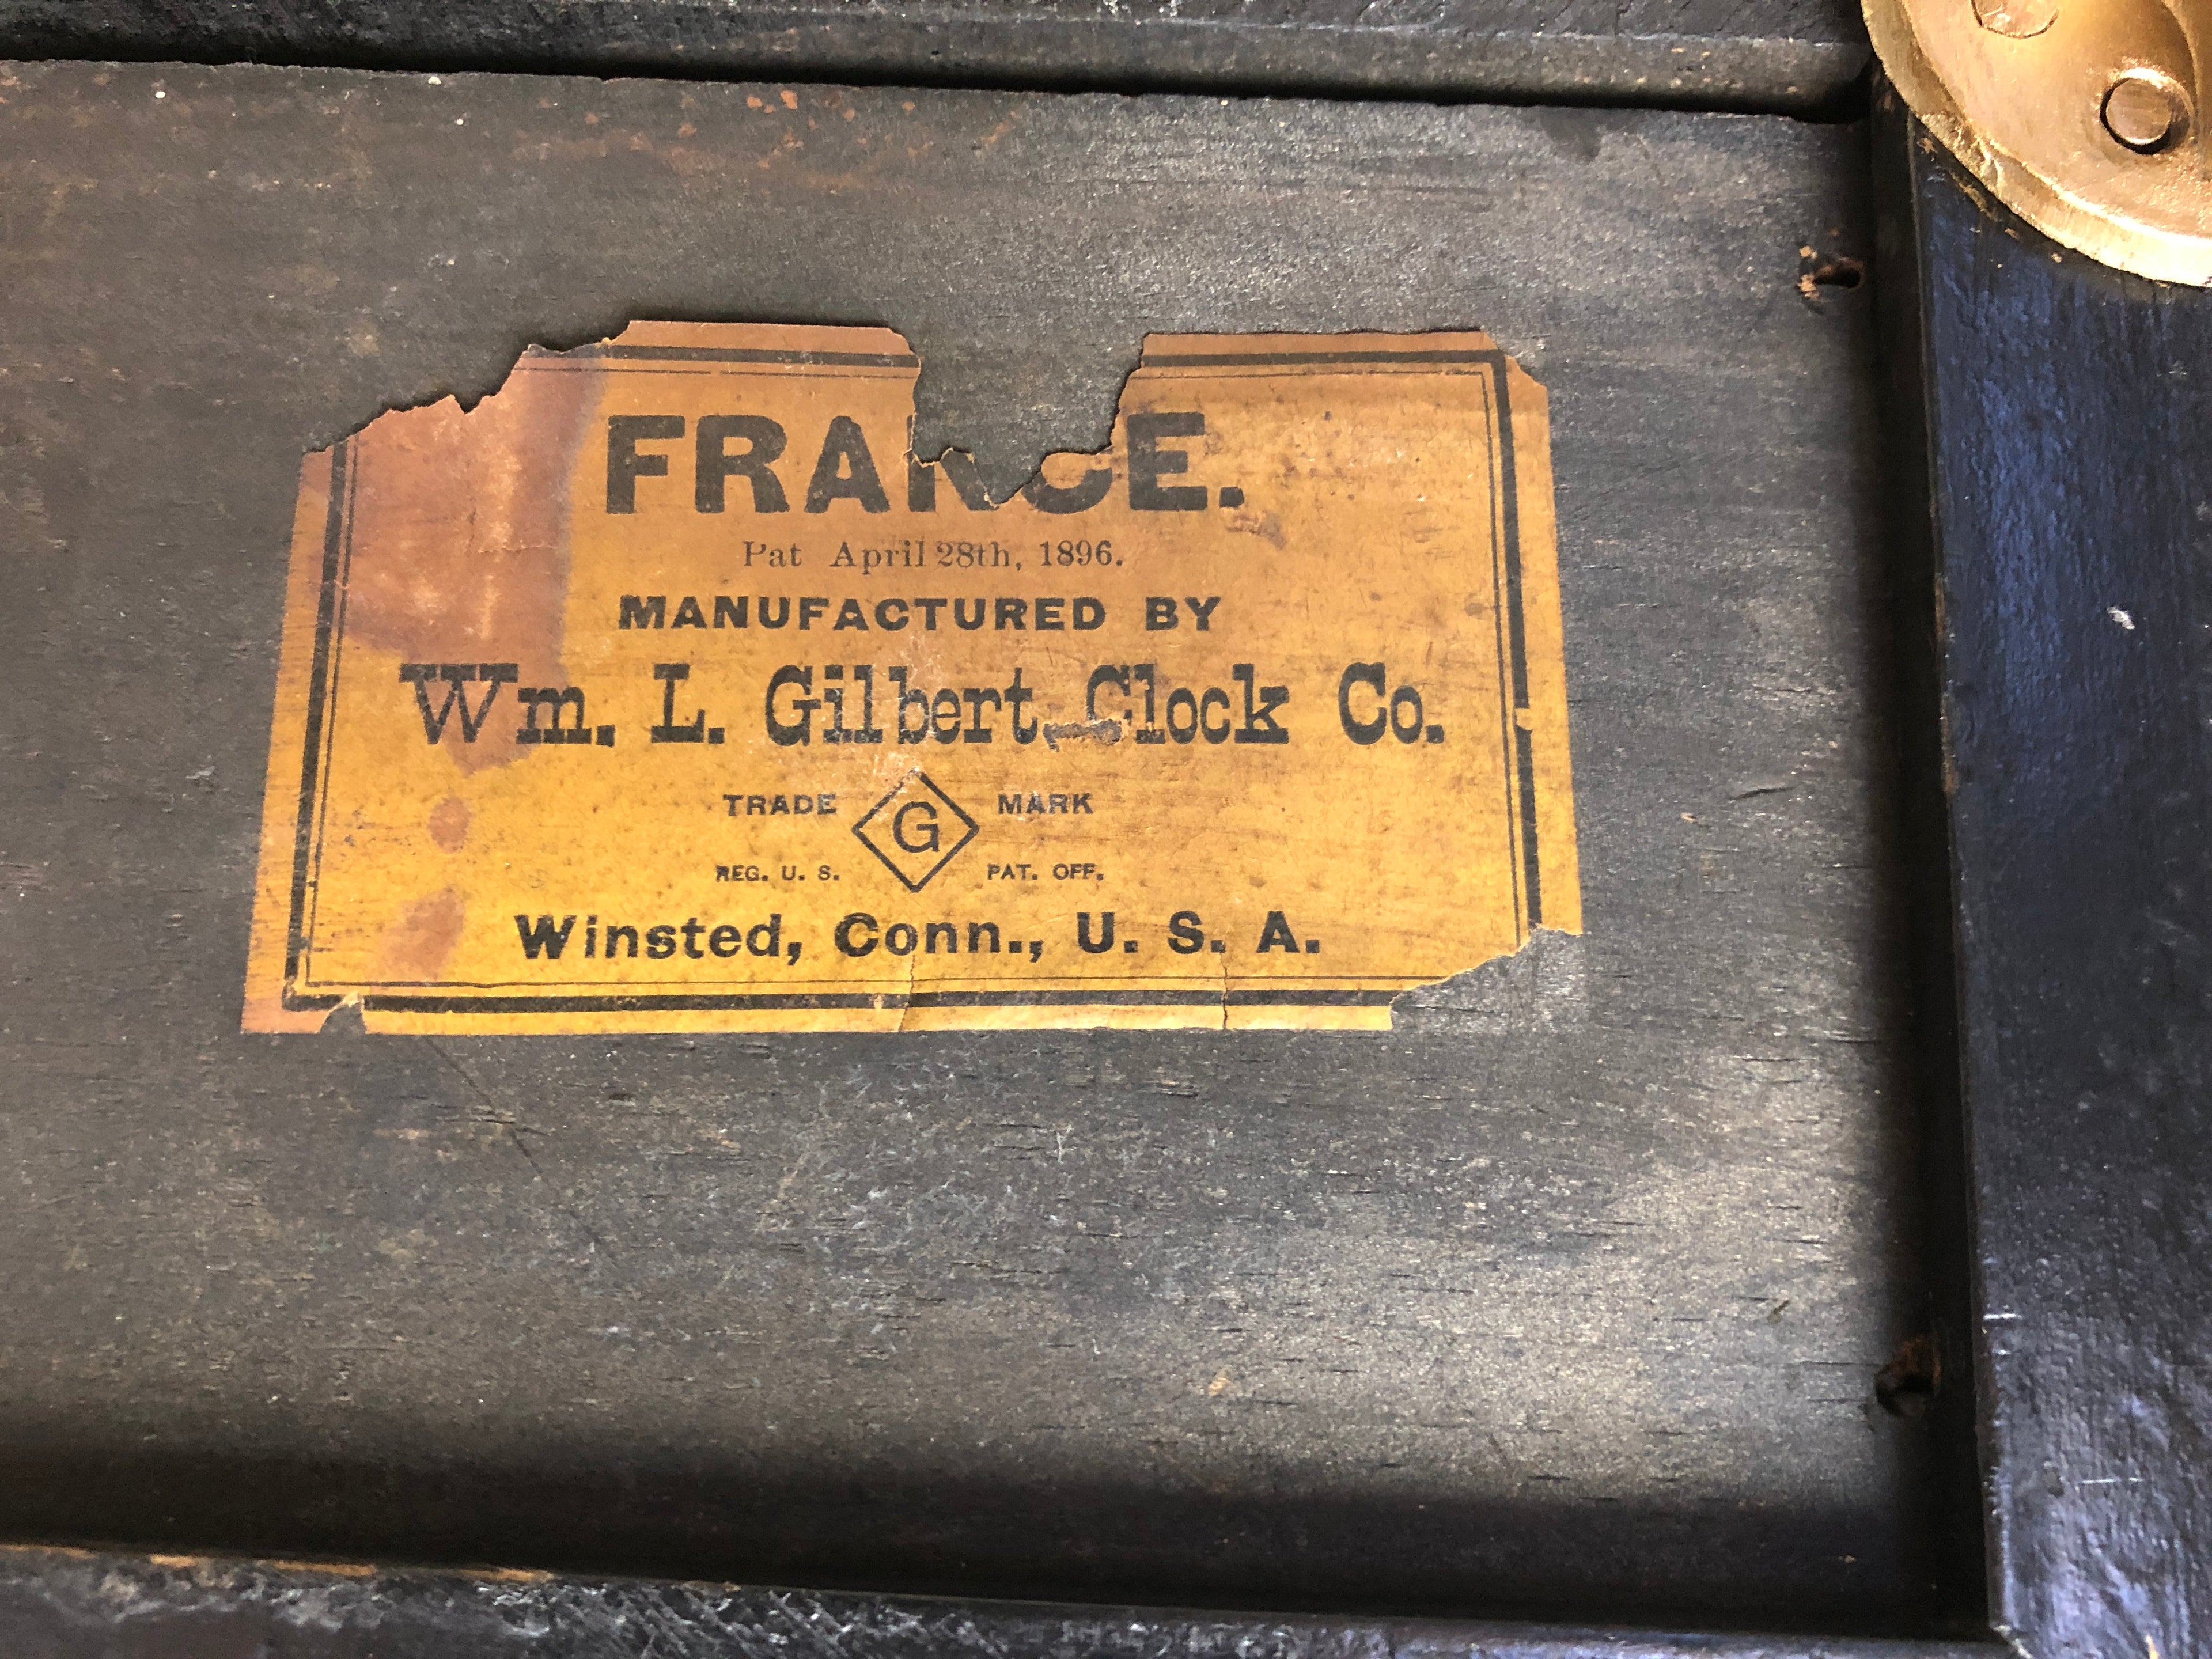 FRANCE.
Pat April 28th, 1896.
MANUFACTURED BY
Wm. L. Gilbert Clock Co.
TRADE G MARK
REG. U. S. PAT. OFF.
Winsted, Conn., U. S. A.